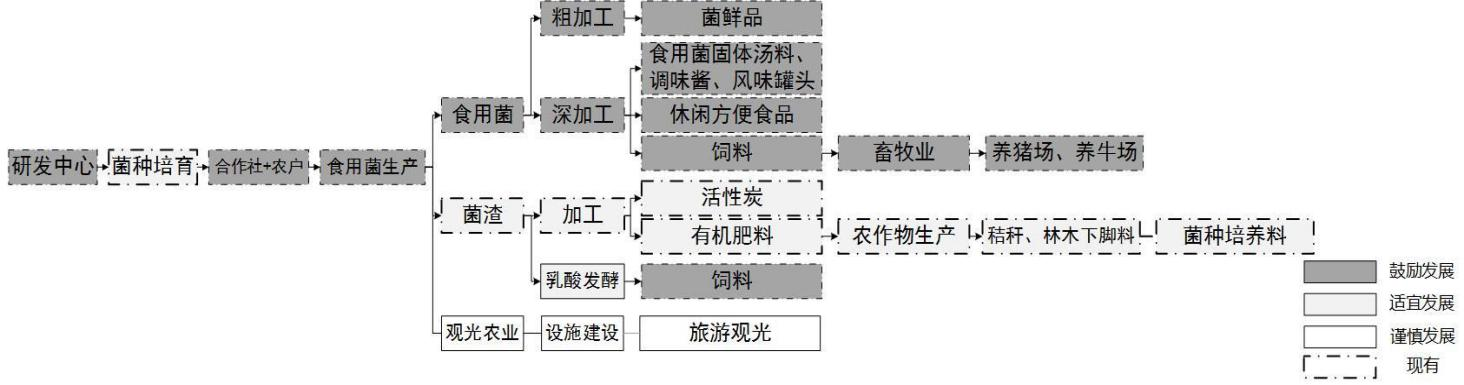 粗加工
菌鲜品
食用菌固体汤料、
调味酱、风味罐头
食用菌
深加工
休闲方便食品
研发中心
菌种培育
合作社+农户
食用菌生产
饲料
畜牧业
养猪场、养牛场
菌渣
加工
活性炭
有机肥料
农作物生产
秸秆、林木下脚料
菌种培养料
乳酸发酵
饲料
观光农业
设施建设
旅游观光
鼓励发展
适宜发展
谨慎发展
现有